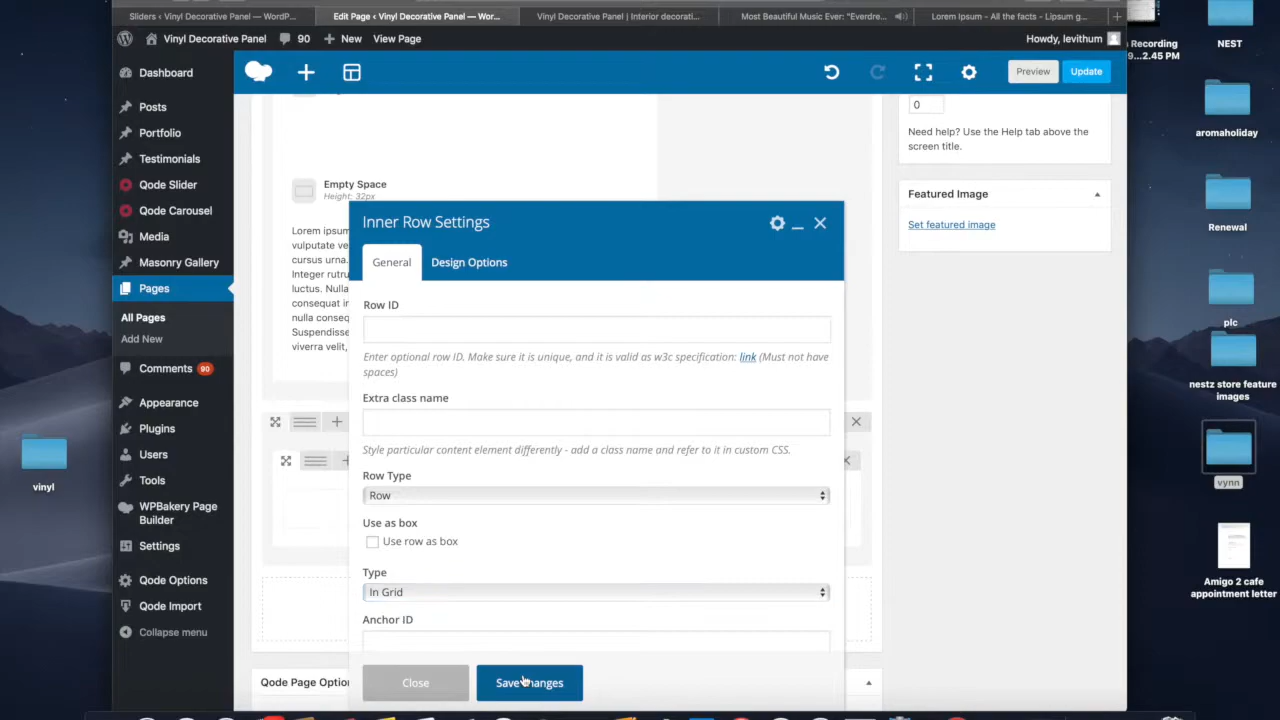 Sliders ‹ Vinyl Decorative Panel — WordP...
Edit Page ‹ Vinyl Decorative Panel — Wor...
Vinyl Decorative Panel | Interior decorati...
Most Beautiful Music Ever: "Everdre...
Lorem Ipsum - All the facts - Lipsum g...
Vinyl Decorative Panel
90
New
View Page
Howdy, levithum
Recording
9...2.45 PM
NEST
Dashboard
Posts
Portfolio
Testimonials
Qode Slider
Qode Carousel
Media
Masonry Gallery
Pages
All Pages
Add New
Comments 90
Appearance
Plugins
Users
Tools
WPBakery Page
Builder
Settings
Qode Options
Qode Import
Collapse menu
Preview
Update
0
Need help? Use the Help tab above the
screen title.
Featured Image
Set featured image
Empty Space
Height: 32px
Lorem ipsum
vulputate ve
cursus urna.
Integer rutru
luctus. Nulla
consequat in
nulla conseq
Suspendisse
viverra velit,
Inner Row Settings
General
Design Options
Row ID
Enter optional row ID. Make sure it is unique, and it is valid as w3c specification: link (Must not have
spaces)
Extra class name
Style particular content element differently - add a class name and refer to it in custom CSS.
Row Type
Row
Use as box
Use row as box
Type
In Grid
Anchor ID
Close
Save Changes
Qode Page Option
vinyl
aromaholiday
Renewal
plc
nestz store feature
images
vynn
Amigo 2 cafe
appointment letter